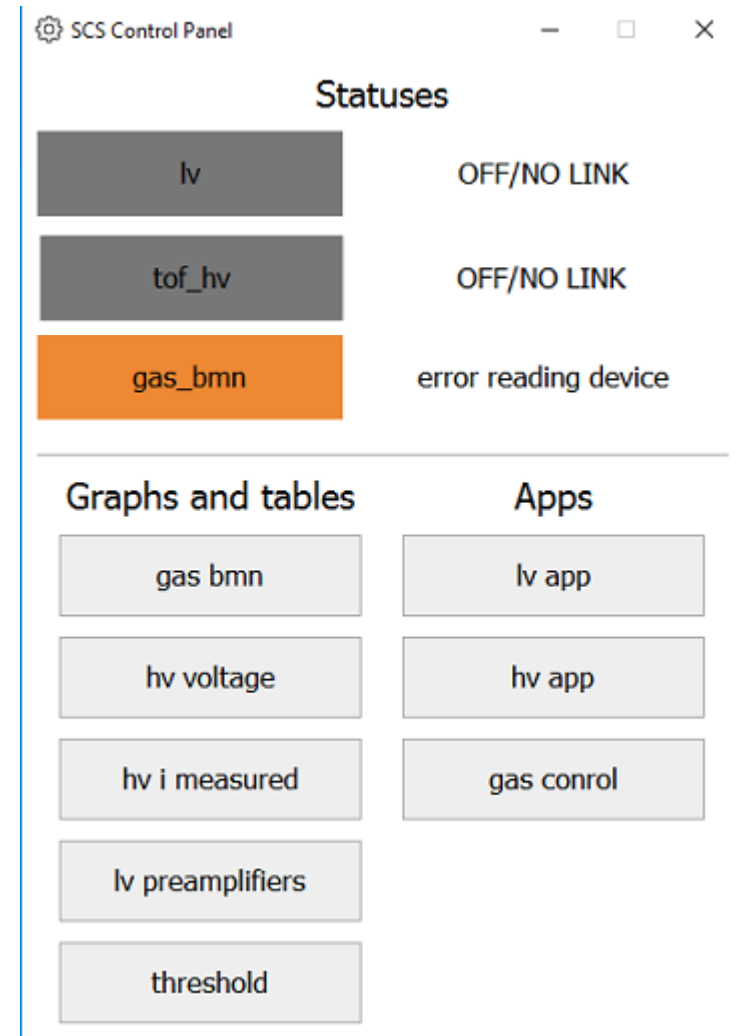 SCS Control Panel
Statuses
lv OFF/NO LINK
tof_hv OFF/NO LINK
gas_bmn error reading device
Graphs and tables Apps
gas bmn lv app
hv voltage hv app
hv i measured gas conrol
lv preamplifiers
threshold